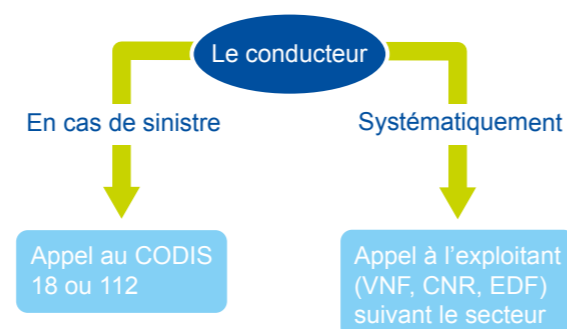 Le conducteur
En cas de sinistre
Systématiquement
Appel au CODIS
18 ou 112
Appel à l’exploitant
(VNF, CNR, EDF)
suivant le secteur